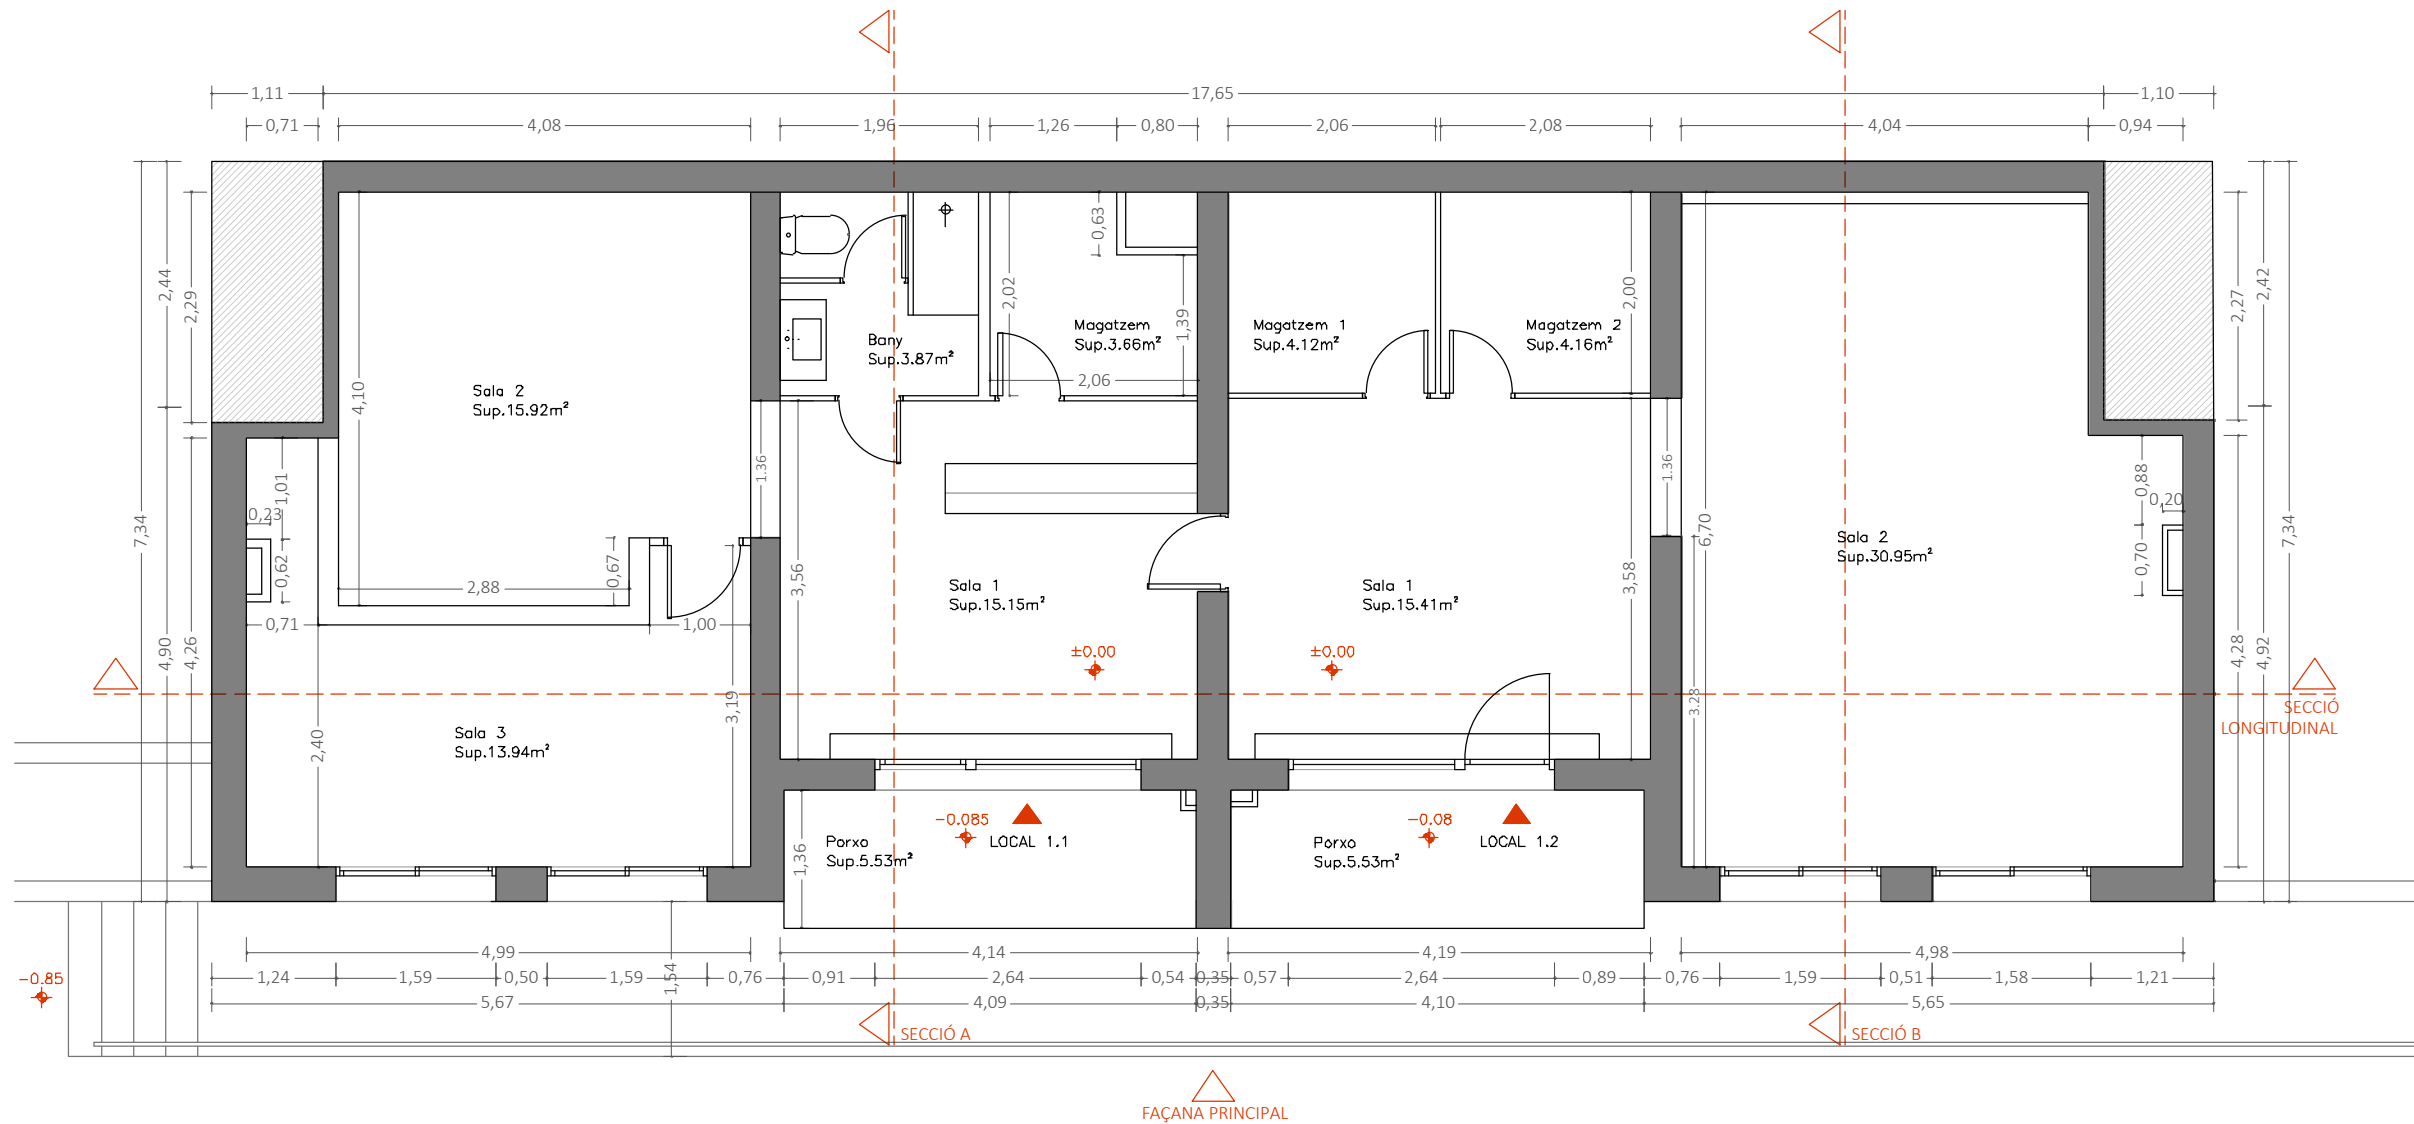 1,11
17,65
1,10
0,71
4,08
1,96
1,26
0,80
2,06
2,08
4,04
0,94
2,44
2,29
7,34
4,90
4,26
4,10
Sala 2
Sup.15.92m²
1,01
0,23
0,62
0,71
2,88
0,67
1,00
2,40
3,19
Sala 3
Sup.13.94m²
Bany
Sup.3.87m²
2,02
0,63
1,39
Magatzem
Sup.3.66m²
2,06
1.36
3,56
Sala 1
Sup.15.15m²
±0.00
Magatzem 1
Sup.4.12m²
Magatzem 2
Sup.4.16m²
2,00
1.36
3,58
Sala 1
Sup.15.41m²
±0.00
6,70
3.28
Sala 2
Sup.30.95m²
0,88
0,20
0,70
2,27
2,42
7,34
4,28
4,92
SECCIÓ
LONGITUDINAL
1,36
Porxo
Sup.5.53m²
-0.085
LOCAL 1.1
Porxo
Sup.5.53m²
-0.08
LOCAL 1.2
4,99
4,14
4,19
4,98
-0.85
1,24
1,59
0,50
1,59
0,76
1,54
0,91
2,64
0,54
0,35
0,57
2,64
0,89
0,76
1,59
0,51
1,58
1,21
5,67
4,09
0,35
4,10
5,65
SECCIÓ A
SECCIÓ B
FAÇANA PRINCIPAL